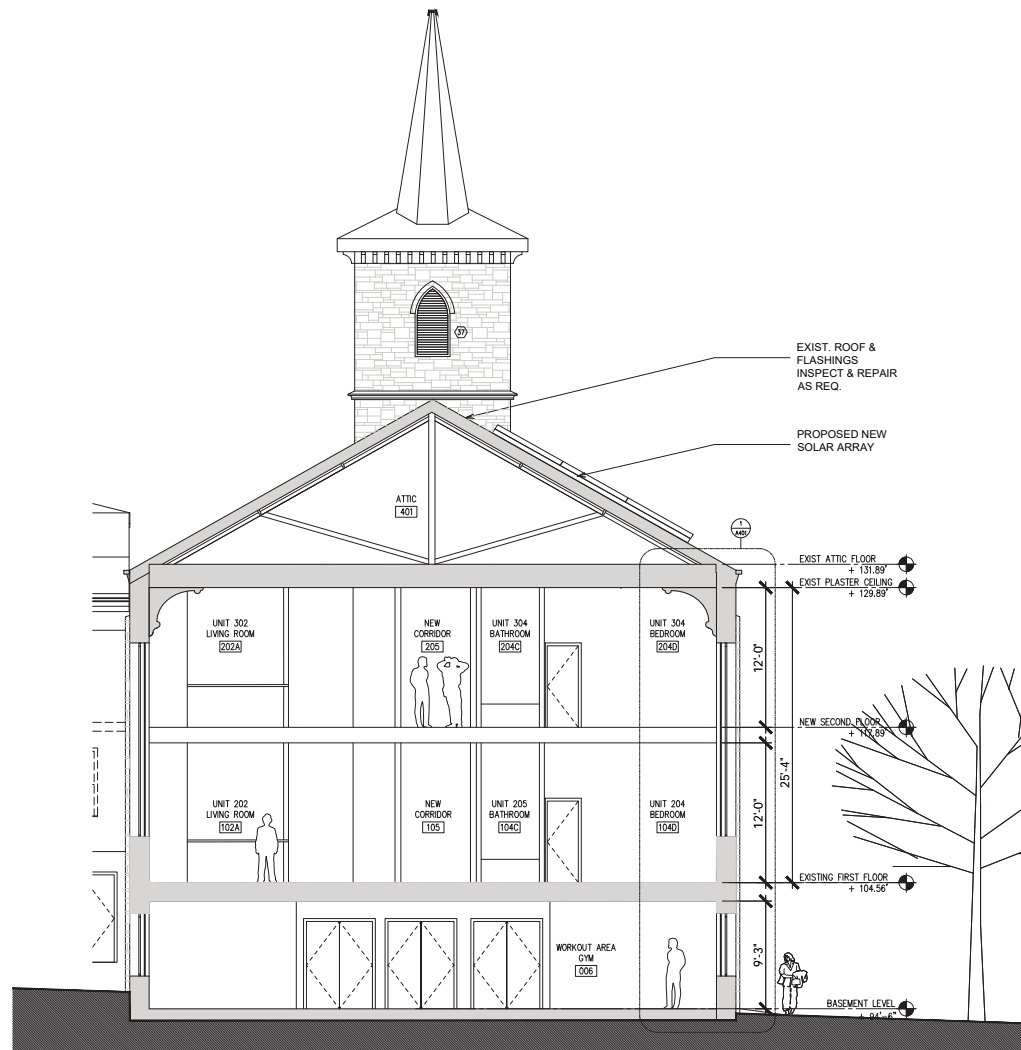 37
EXIST. ROOF &
FLASHINGS
INSPECT & REPAIR
AS REQ.
PROPOSED NEW
SOLAR ARRAY
ATTIC
401
1
A401
EXIST ATTIC FLOOR
+ 131.89'
EXIST PLASTER CEILING
+ 129.89'
UNIT 302
LIVING ROOM
202A
NEW
CORRIDOR
205
UNIT 304
BATHROOM
204C
UNIT 304
BEDROOM
204D
12'-0"
NEW SECOND FLOOR
+ 117.89'
25'-4"
UNIT 202
LIVING ROOM
102A
NEW
CORRIDOR
105
UNIT 205
BATHROOM
104C
UNIT 204
BEDROOM
104D
12'-0"
EXISTING FIRST FLOOR
+ 104.56'
WORKOUT AREA
GYM
006
9'-3"
BASEMENT LEVEL
+ 94'-6"